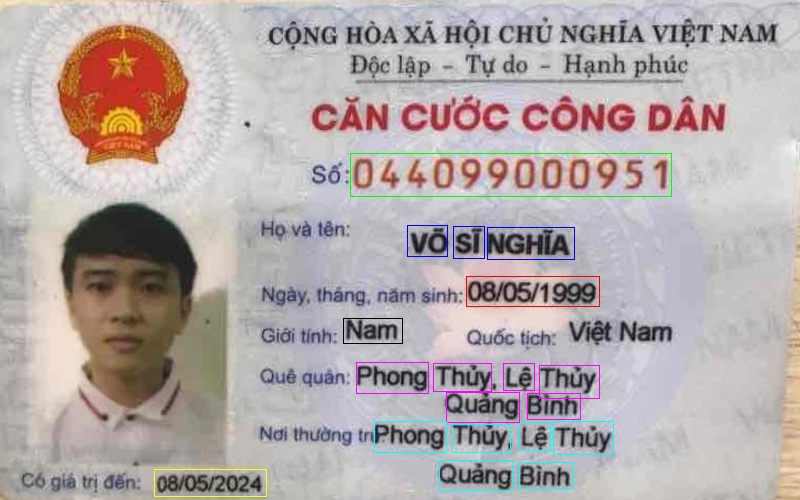 CỘNG HÒA XÃ HỘI CHỦ NGHĨA VIỆT NAM
Độc lập - Tự do - Hạnh phúc
CĂN CƯỚC CÔNG DÂN
Số: 044099000951
Họ và tên: VÕ SĨ NGHĨA
Ngày, tháng, năm sinh: 08/05/1999
Giới tính: Nam Quốc tịch: Việt Nam
Quê quán: Phong Thủy, Lệ Thủy
Quảng Bình
Nơi thường Phong Thủy, Lệ Thủy
Quảng Bình
Có giá trị đến: 08/05/2024